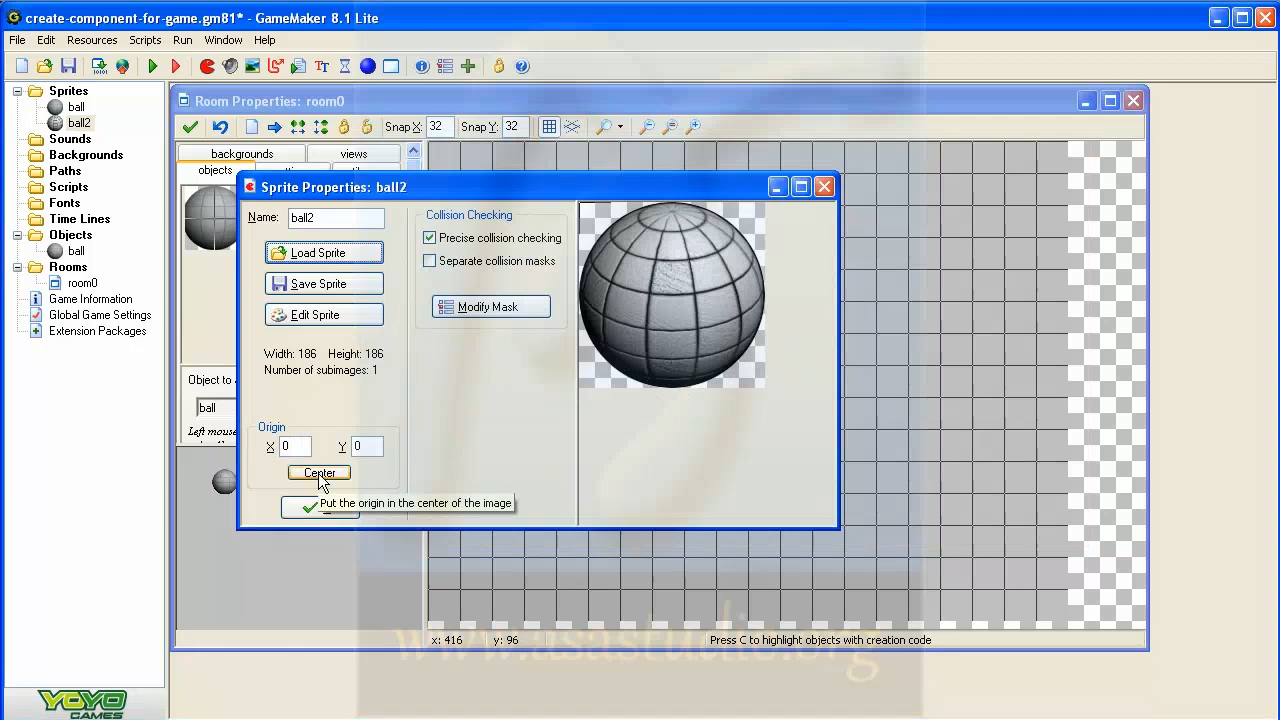 create-component-for-game.gm81* - GameMaker 8.1 Lite
File Edit Resources Scripts Run Window Help
Sprites
ball
ball2
Sounds
Backgrounds
Paths
Scripts
Fonts
Time Lines
Objects
ball
Rooms
room0
Game Information
Global Game Settings
Extension Packages
YOYO
GAMES
Room Properties: room0
Snap X: 32 Snap Y: 32
backgrounds views
objects
Object to
ball
Left mouse
Sprite Properties: ball2
Name: ball2
Load Sprite
Save Sprite
Edit Sprite
Width: 186 Height: 186
Number of subimages: 1
Origin
X 0 Y 0
Center
Put the origin in the center of the image
Collision Checking
Precise collision checking
Separate collision masks
Modify Mask
www.asastudio.org
x: 416 y: 96 Press C to highlight objects with creation code